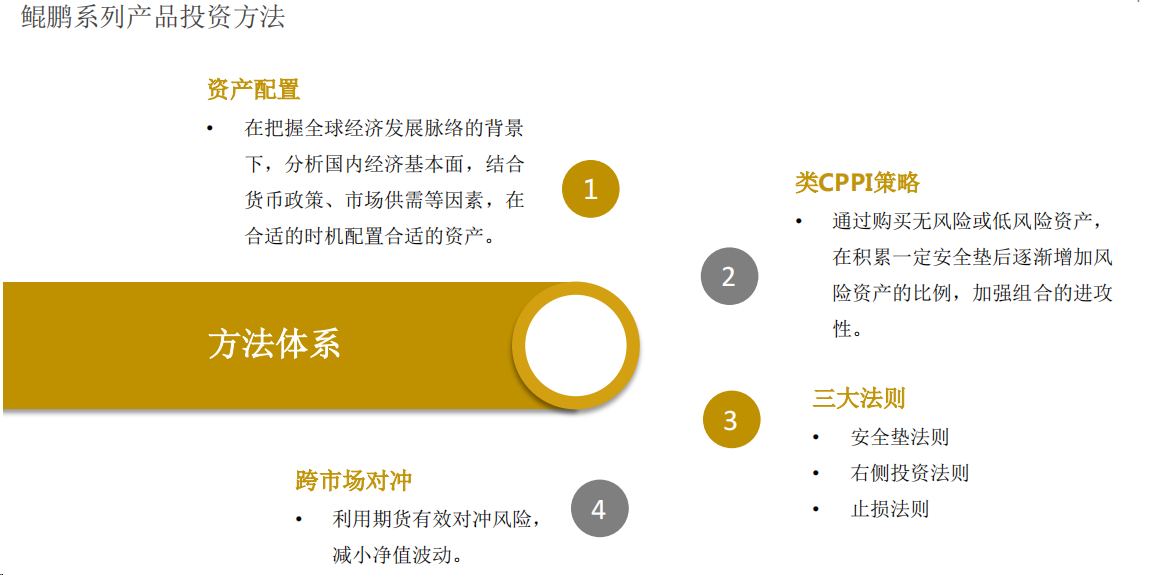 鲲鹏系列产品投资方法
资产配置
• 在把握全球经济发展脉络的背景
下，分析国内经济基本面，结合
货币政策、市场供需等因素，在
合适的时机配置合适的资产。
1
类CPPI策略
• 通过购买无风险或低风险资产，
在积累一定安全垫后逐渐增加风
险资产的比例，加强组合的进攻
性。
2
方法体系
三大法则
• 安全垫法则
• 右侧投资法则
• 止损法则
3
跨市场对冲
• 利用期货有效对冲风险，
减小净值波动。
4